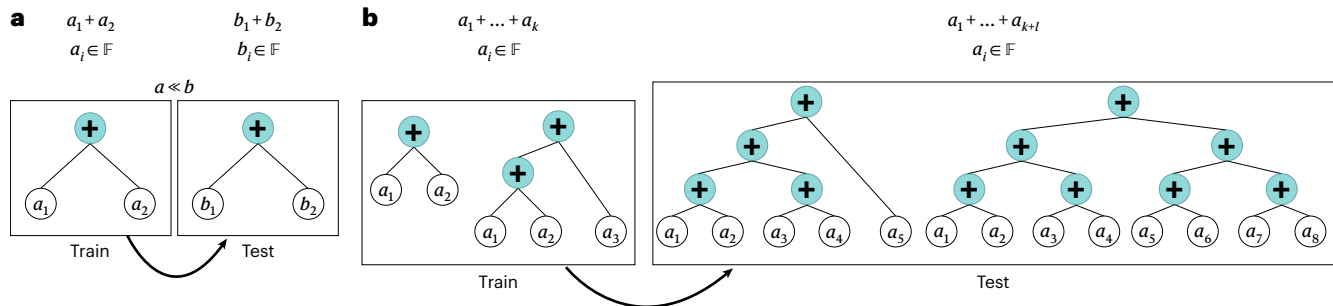 a
a₁ + a₂
aᵢ ∈ 𝔽
b₁ + b₂
bᵢ ∈ 𝔽
a ≪ b
+
a₁ a₂
Train
+
b₁ b₂
Test
b
a₁ + ... + aₖ
aᵢ ∈ 𝔽
+
a₁ a₂
+
+
a₁ a₂ a₃
Train
a₁ + ... + aₖ₊ₗ
aᵢ ∈ 𝔽
+
+
+ +
a₁ a₂ a₃ a₄ a₅
+
+ +
+ + + +
a₁ a₂ a₃ a₄ a₅ a₆ a₇ a₈
Test